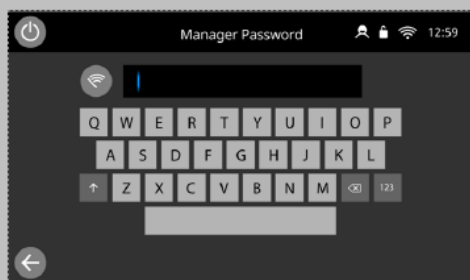 Manager Password 12:59
Q W E R T Y U I O P
A S D F G H J K L
Z X C V B N M 123